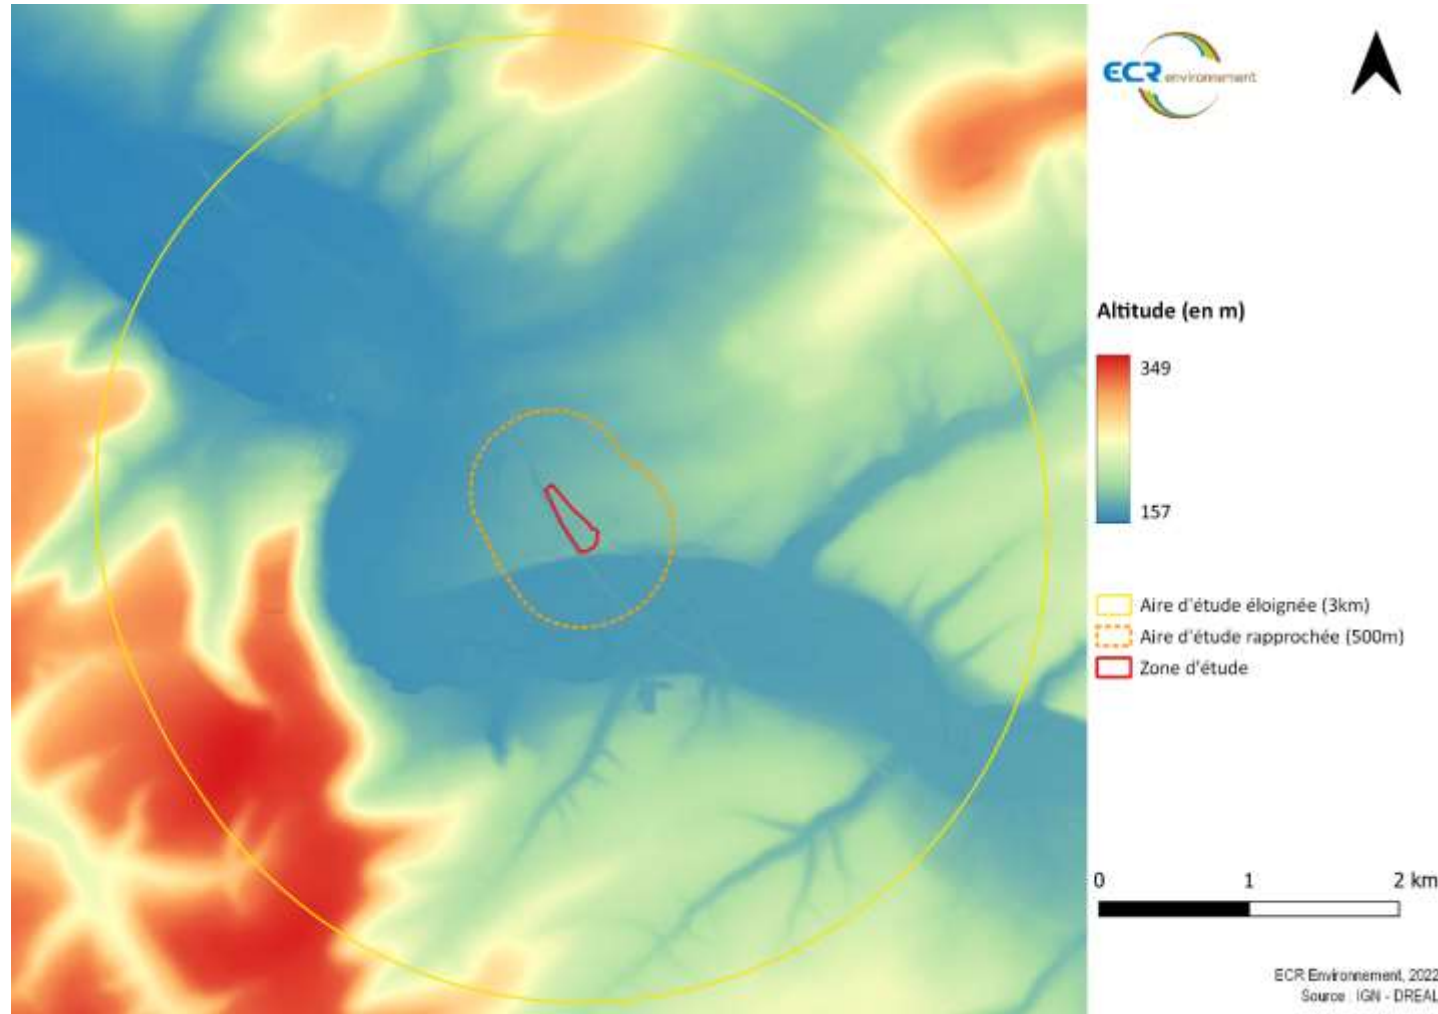 ECR environnement
Altitude (en m)
349
157
Aire d'étude éloignée (3km)
Aire d'étude rapprochée (500m)
Zone d'étude
0 1 2 km
ECR Environnement, 2022
Source : IGN - DREAL